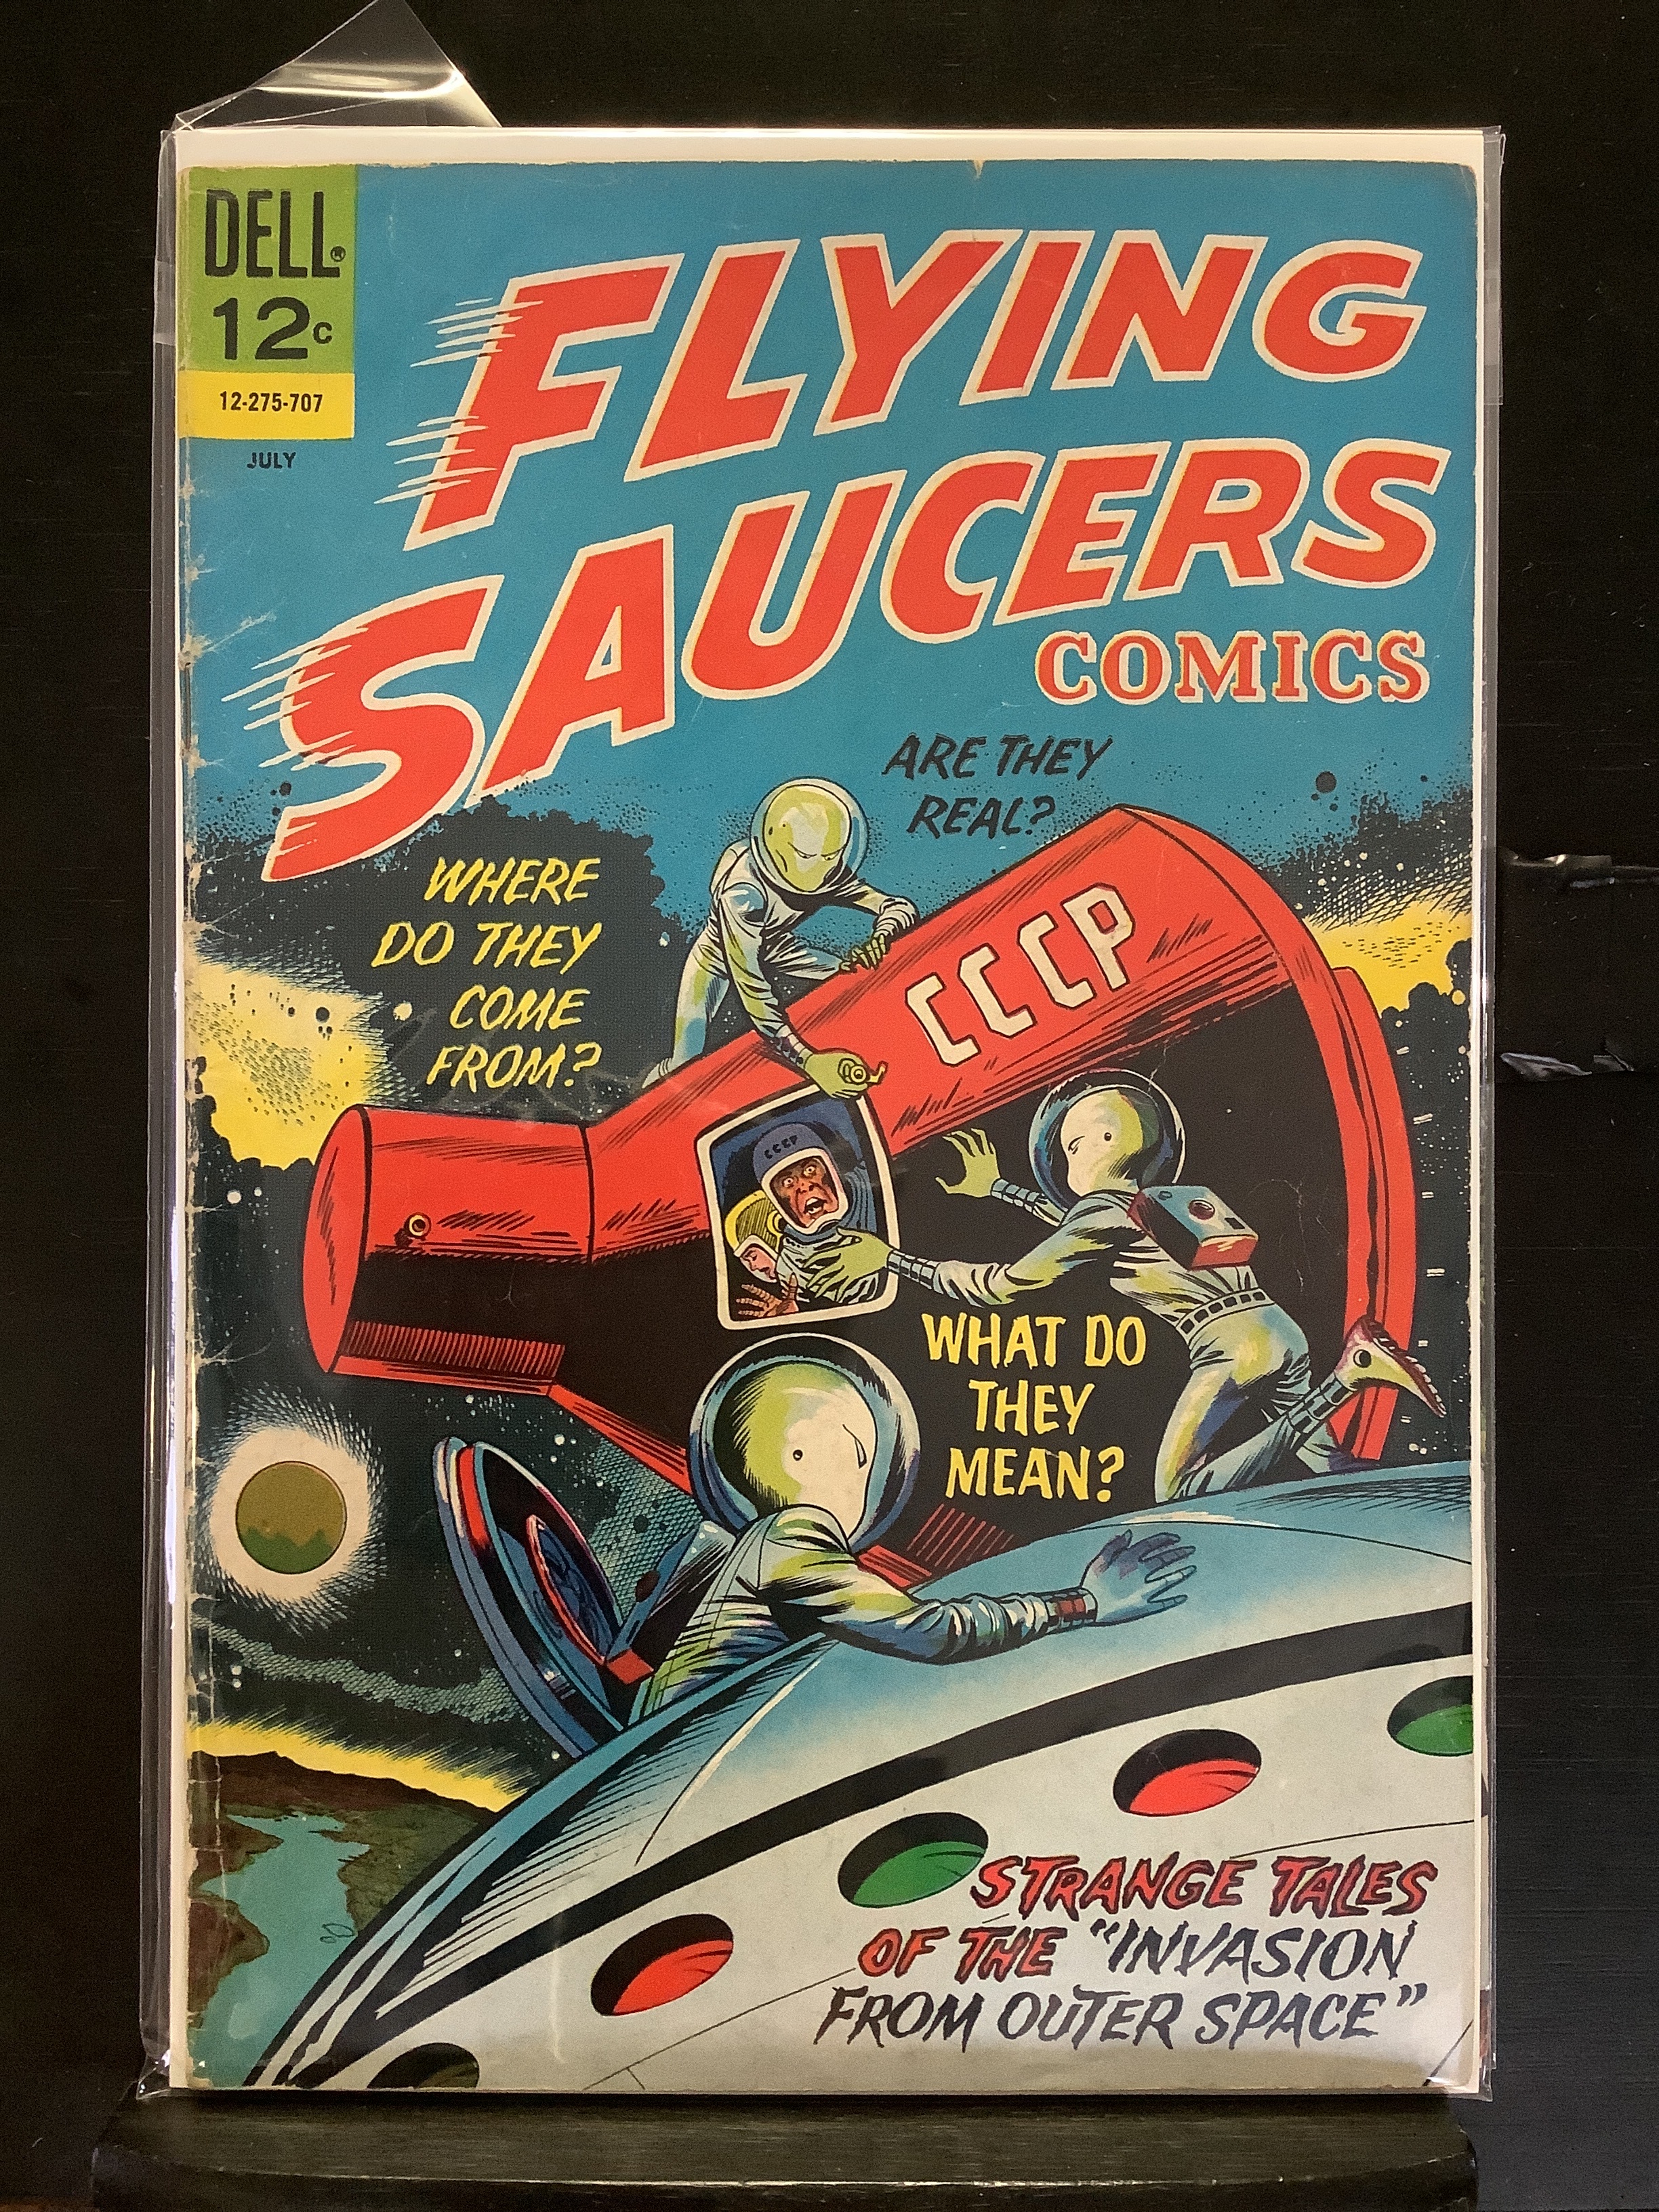 DELL®
12c
12-275-707
JULY
FLYING
SAUCERS
COMICS
ARE THEY
REAL?
WHERE
DO THEY
COME
FROM?
CCCP
CCCP
WHAT DO
THEY
MEAN?
STRANGE TALES
OF THE "INVASION
FROM OUTER SPACE"